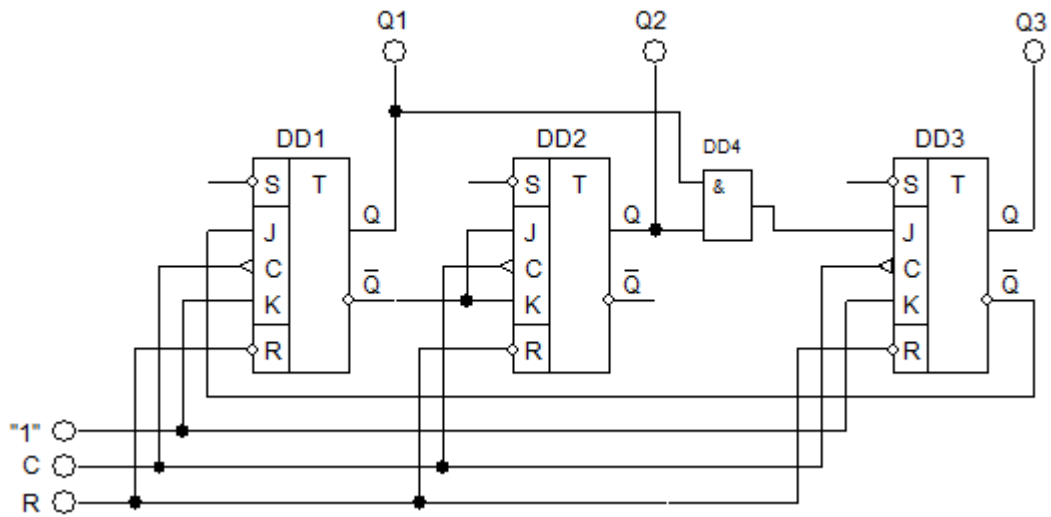 Q1 Q2 Q3
DD1 DD2 DD4 DD3
S T S T & S T
J Q J Q J Q
C C C
K Q̅ K Q̅ K Q̅
R R R
"1"
C
R